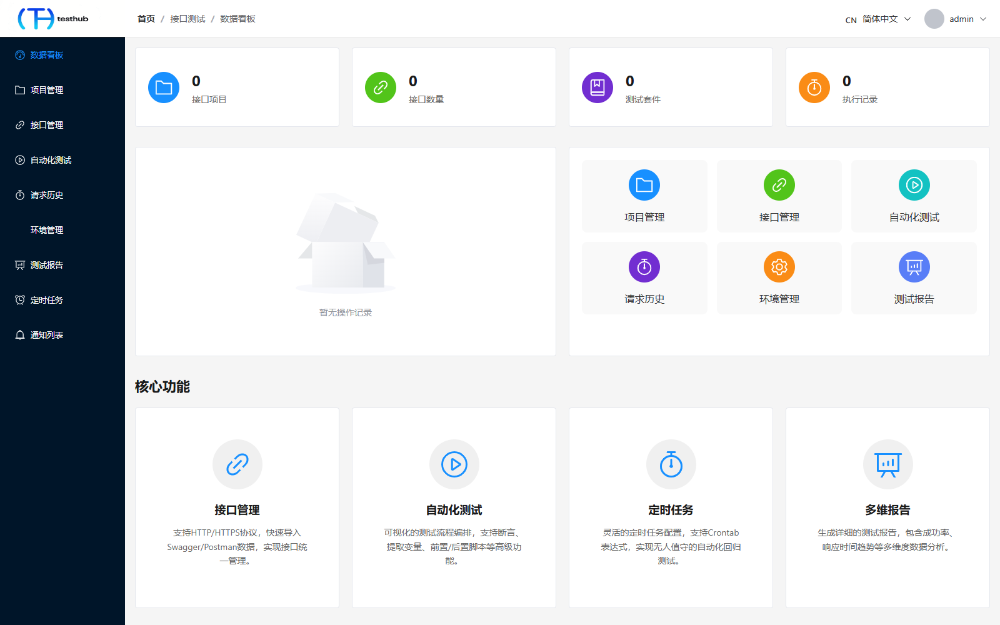 testhub
首页 / 接口测试 / 数据看板
CN 简体中文
admin
数据看板
项目管理
接口管理
自动化测试
请求历史
环境管理
测试报告
定时任务
通知列表
0
接口项目
0
接口数量
0
测试套件
0
执行记录
暂无操作记录
项目管理
接口管理
自动化测试
请求历史
环境管理
测试报告
核心功能
接口管理
支持HTTP/HTTPS协议，快速导入
Swagger/Postman数据，实现接口统
一管理。
自动化测试
可视化的测试流程编排，支持断言、
提取变量、前置/后置脚本等高级功
能。
定时任务
灵活的定时任务配置，支持Crontab
表达式，实现无人值守的自动化回归
测试。
多维报告
生成详细的测试报告，包含成功率、
响应时间趋势等多维度数据分析。